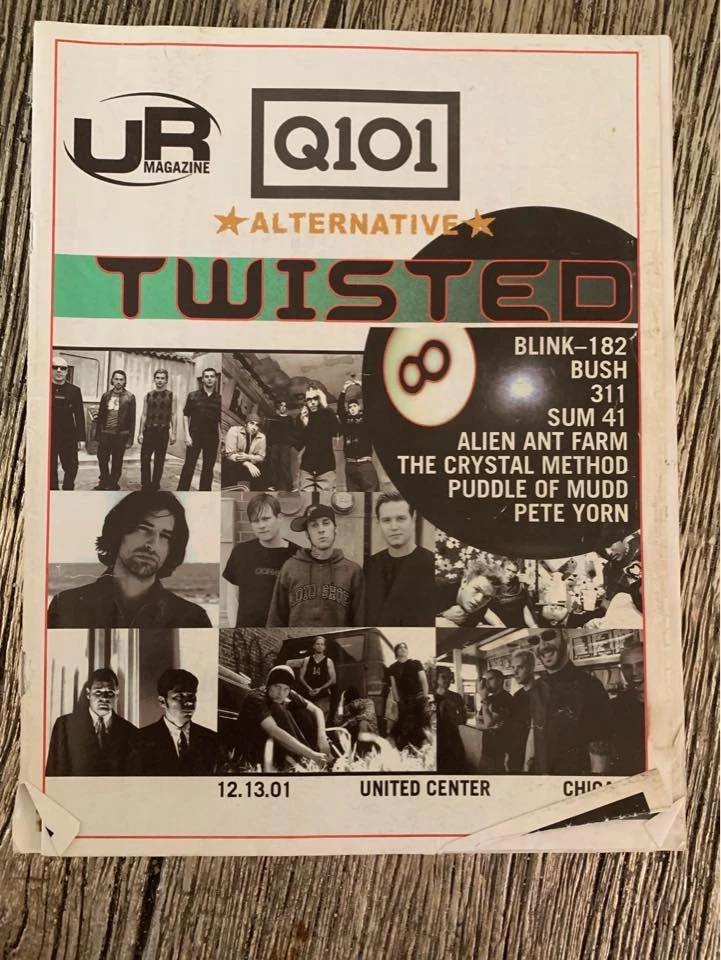 UR
MAGAZINE
Q101
ALTERNATIVE
TWISTED
8
BLINK–182
BUSH
311
SUM 41
ALIEN ANT FARM
THE CRYSTAL METHOD
PUDDLE OF MUDD
PETE YORN
12.13.01 UNITED CENTER